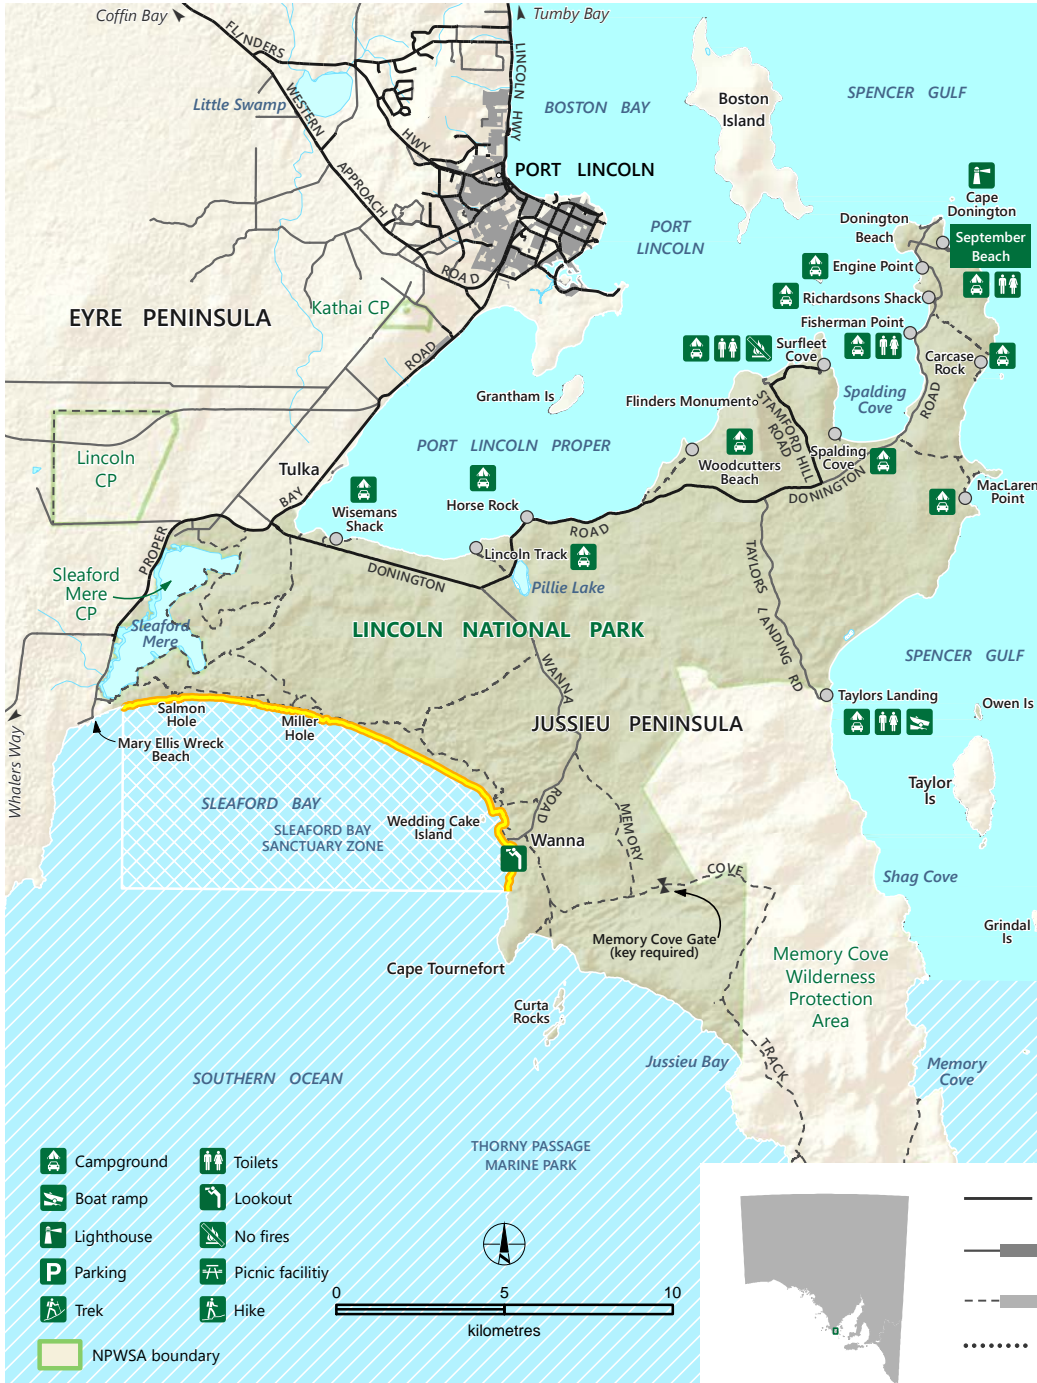 Coffin Bay
Tumby Bay
FL/NDERS
HWY
LINCOLN HWY
WESTERN
APPROACH
ROAD
Little Swamp
BOSTON BAY
Boston
Island
SPENCER GULF
PORT LINCOLN
PORT
LINCOLN
Cape
Donington
Donington
Beach
September
Beach
Engine Point
Richardsons Shack
Fisherman Point
Surfleet
Cove
Carcase
Rock
EYRE PENINSULA
Kathai CP
ROAD
Grantham Is
Flinders Monument
Spalding
Cove
ROAD
STAMFORD HILL
ROAD
PORT LINCOLN PROPER
Lincoln
CP
Tulka
BAY
Wisemans
Shack
Horse Rock
Woodcutters
Beach
Spalding
Cove
DONINGTON
MacLaren
Point
PROPER
ROAD
Lincoln Track
DONINGTON
Pillie Lake
Sleaford
Mere
CP
Sleaford
Mere
LINCOLN NATIONAL PARK
TAYLORS LANDING RD
SPENCER GULF
WANNA
ROAD
Taylors Landing
Owen Is
Salmon
Hole
Miller
Hole
JUSSIEU PENINSULA
Mary Ellis Wreck
Beach
Whalers Way
Taylor
Is
SLEAFORD BAY
SLEAFORD BAY
SANCTUARY ZONE
Wedding Cake
Island
Wanna
MEMORY
COVE
TRACK
Shag Cove
Grindal
Is
Memory Cove Gate
(key required)
Memory Cove
Wilderness
Protection
Area
Cape Tournefort
Curta
Rocks
Jussieu Bay
Memory
Cove
SOUTHERN OCEAN
THORNY PASSAGE
MARINE PARK
Campground
Toilets
Boat ramp
Lookout
Lighthouse
No fires
P
Parking
Picnic facilitiy
Trek
Hike
NPWSA boundary
0 5 10
kilometres